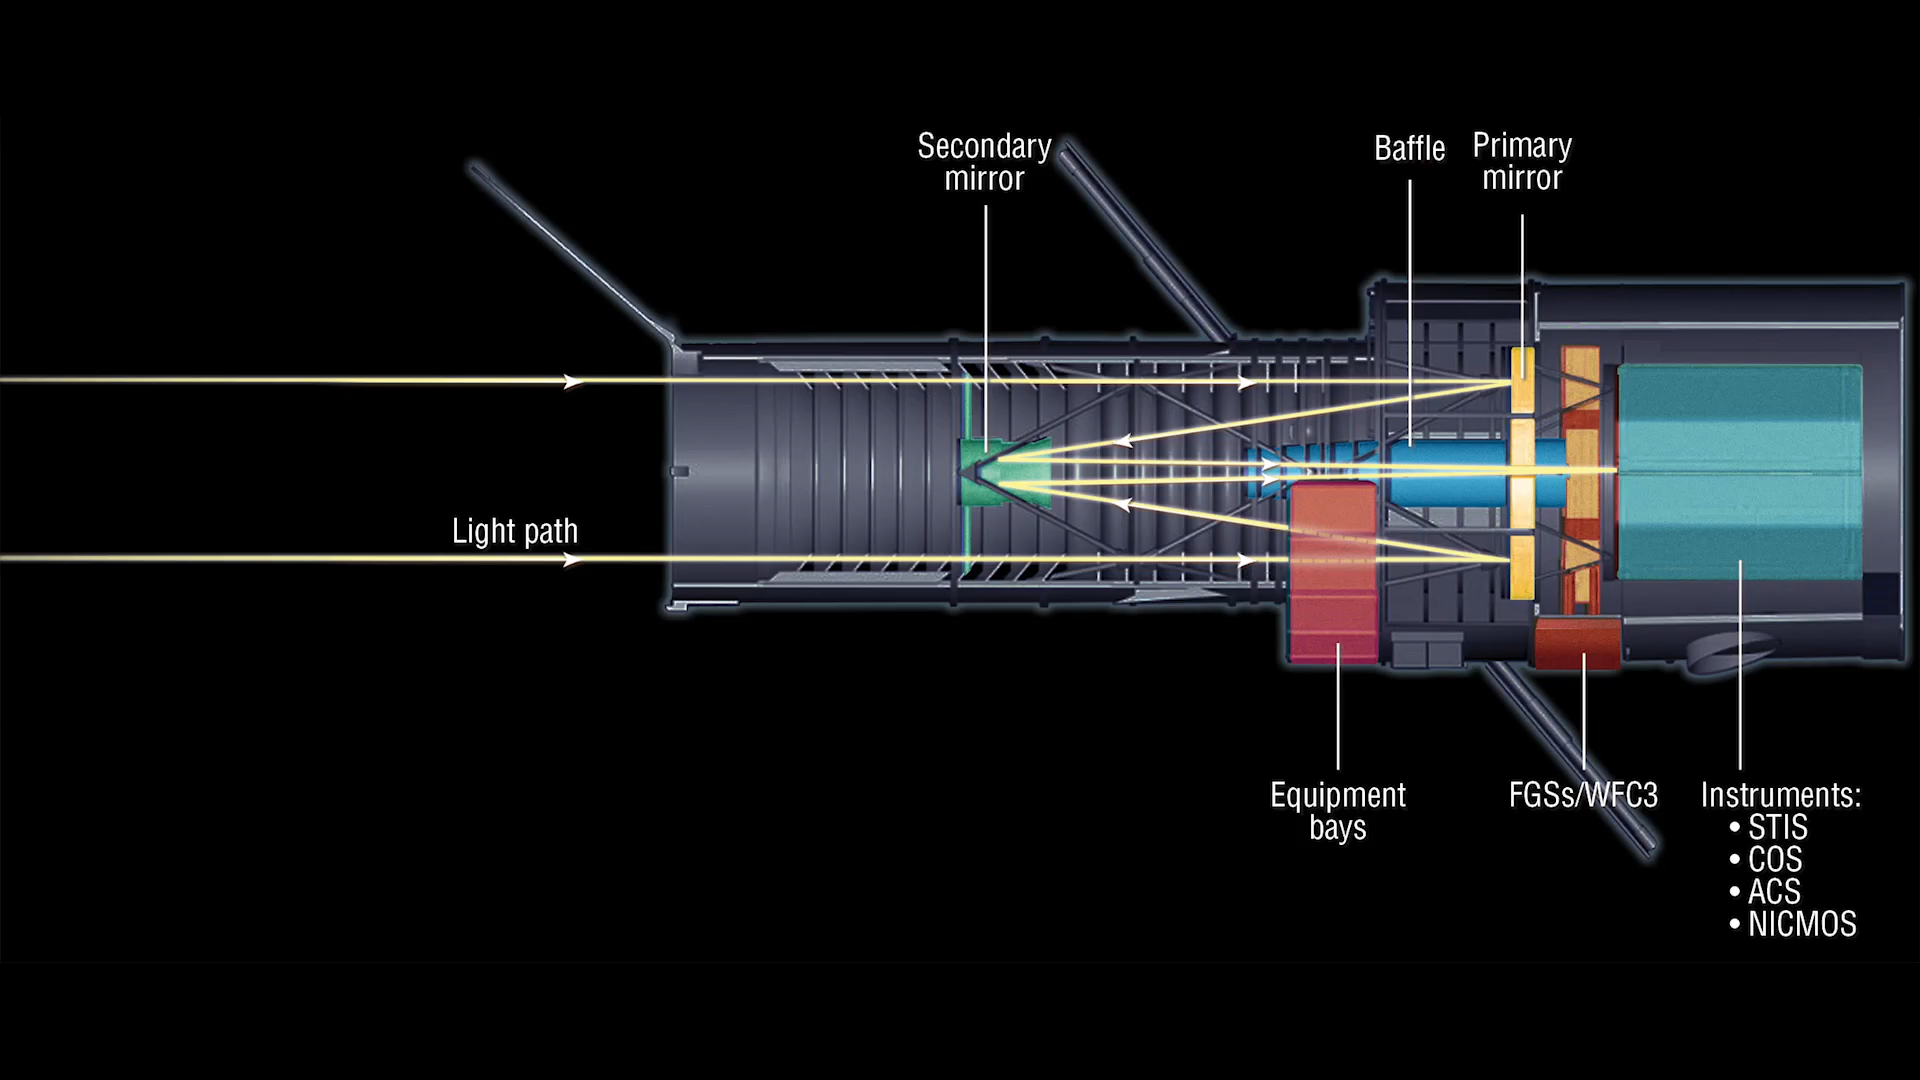 Secondary
mirror
Baffle
Primary
mirror
Light path
Equipment
bays
FGSs/WFC3
Instruments:
• STIS
• COS
• ACS
• NICMOS